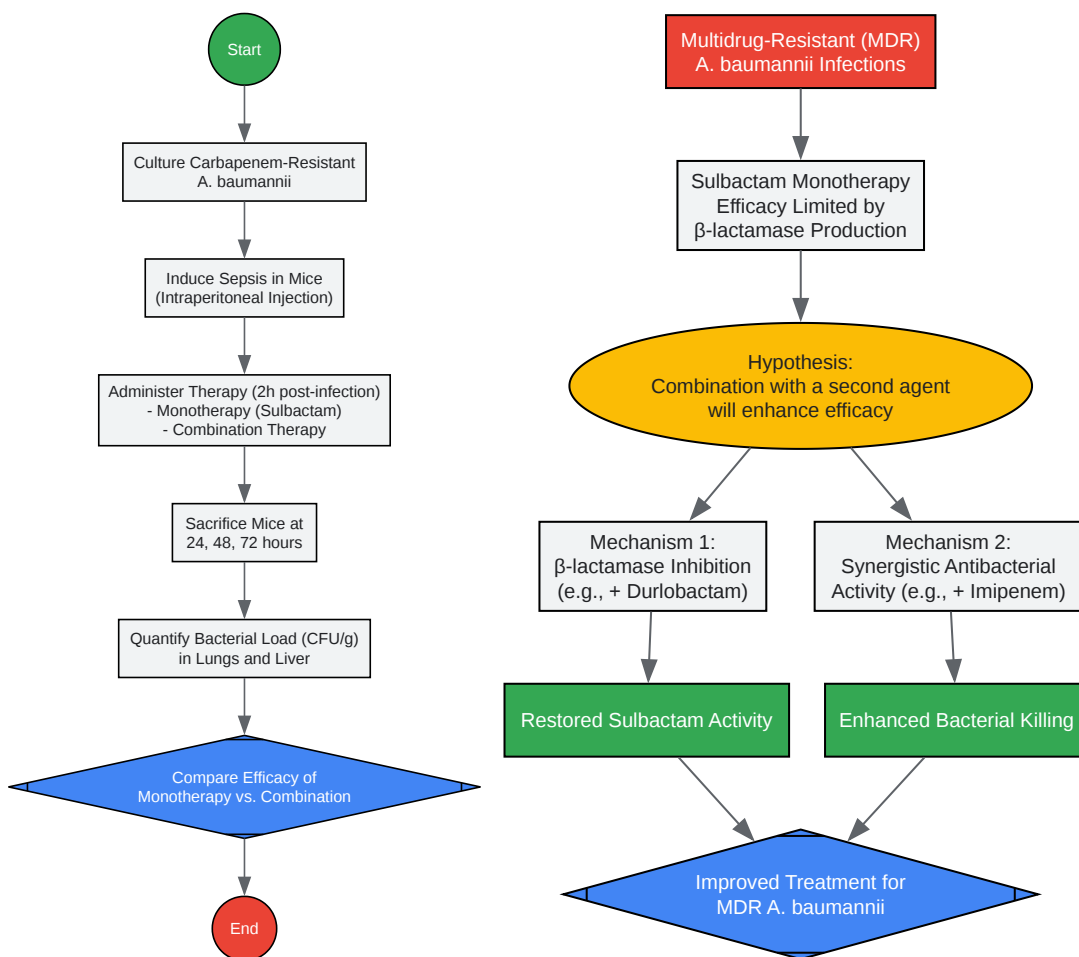 Start
Culture Carbapenem-Resistant
A. baumannii
Induce Sepsis in Mice
(Intraperitoneal Injection)
Administer Therapy (2h post-infection)
- Monotherapy (Sulbactam)
- Combination Therapy
Sacrifice Mice at
24, 48, 72 hours
Quantify Bacterial Load (CFU/g)
in Lungs and Liver
Compare Efficacy of
Monotherapy vs. Combination
End
Multidrug-Resistant (MDR)
A. baumannii Infections
Sulbactam Monotherapy
Efficacy Limited by
β-lactamase Production
Hypothesis:
Combination with a second agent
will enhance efficacy
Mechanism 1:
β-lactamase Inhibition
(e.g., + Durlobactam)
Mechanism 2:
Synergistic Antibacterial
Activity (e.g., + Imipenem)
Restored Sulbactam Activity
Enhanced Bacterial Killing
Improved Treatment for
MDR A. baumannii